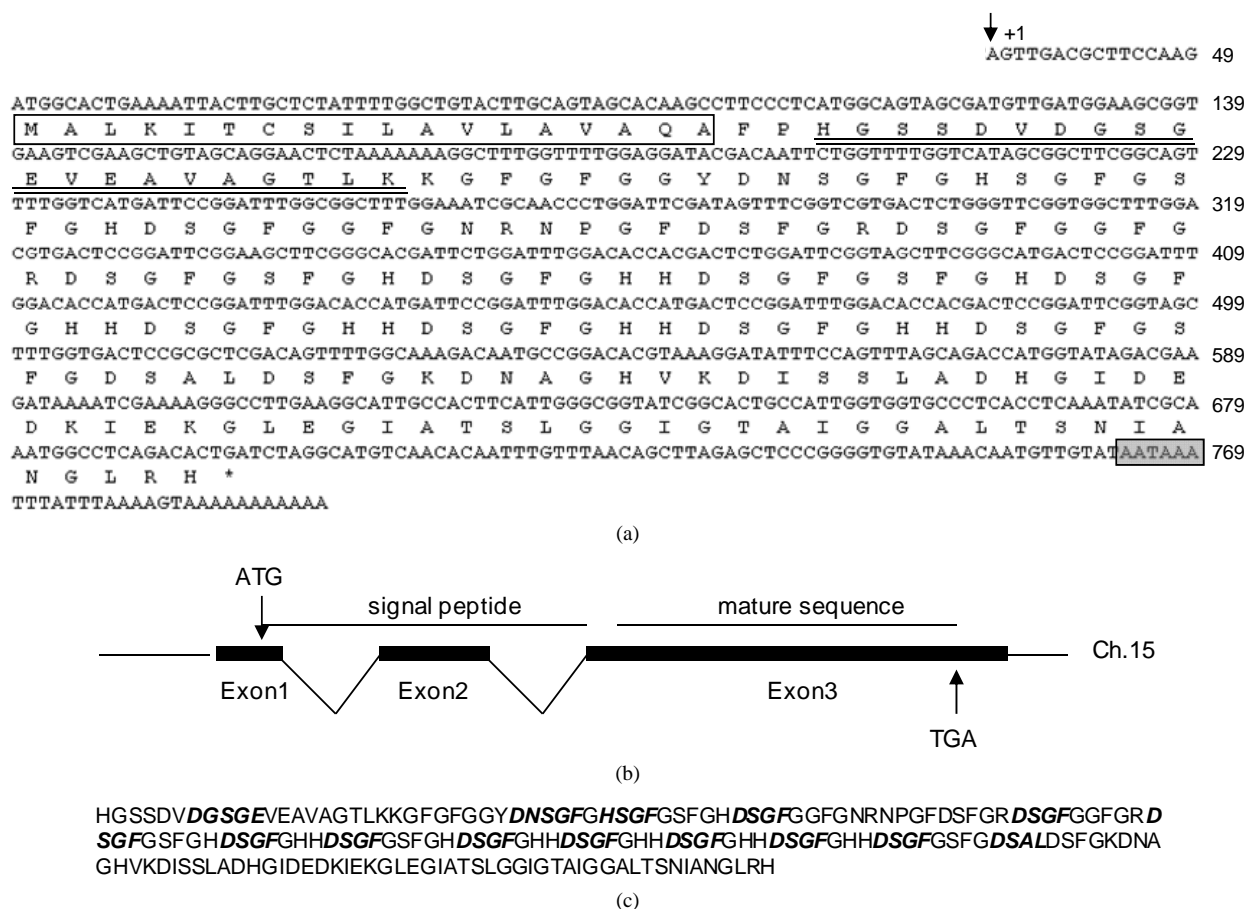 +1
AGTTGACGCTTCCAAG 49
ATGGCACTGAAAATTACTTGCTCTATTTTGGCTGTACTTGCAGTAGCACAAGCCTTCCCTCATGGCAGTAGCGATGTTGATGGAAGCGGT 139
M A L K I T C S I L A V L A V A Q A F P H G S S D V D G S G
GAAGTCGAAGCTGTAGCAGGAACTCTAAAAAAAGGCTTTGGTTTTGGAGGATACGACAATTCTGGTTTTGGTCATAGCGGCTTCGGCAGT 229
E V E A V A G T L K K G F G F G G Y D N S G F G H S G F G S
TTTGGTCATGATTCCGGATTTGGCGGCTTTGGAAATCGCAACCCTGGATTCGATAGTTTCGGTCGTGACTCTGGGTTCGGTGGCTTTGGA 319
F G H D S G F G G F G N R N P G F D S F G R D S G F G G F G
CGTGACTCCGGATTCGGAAGCTTCGGGCACGATTCTGGATTTGGACACCACGACTCTGGATTCGGTAGCTTCGGGCATGACTCCGGATTT 409
R D S G F G S F G H D S G F G H H D S G F G S F G H D S G F
GGACACCATGACTCCGGATTTGGACACCATGATTCCGGATTTGGACACCATGACTCCGGATTTGGACACCACGACTCCGGATTCGGTAGC 499
G H H D S G F G H H D S G F G H H D S G F G H H D S G F G S
TTTGGTGACTCCGCGCTCGACAGTTTTGGCAAAGACAATGCCGGACACGTAAAGGATATTTCCAGTTTAGCAGACCATGGTATAGACGAA 589
F G D S A L D S F G K D N A G H V K D I S S L A D H G I D E
GATAAAATCGAAAAGGGCCTTGAAGGCATTGCCACTTCATTGGGCGGTATCGGCACTGCCATTGGTGGTGCCCTCACCTCAAATATCGCA 679
D K I E K G L E G I A T S L G G I G T A I G G A L T S N I A
AATGGCCTCAGACACTGATCTAGGCATGTCAACACAATTTGTTTAACAGCTTAGAGCTCCCGGGGTGTATAAACAATGTTGTATAATAAA 769
N G L R H *
TTTATTTAAAAGTAAAAAAAAAAA
(a)
ATG
signal peptide mature sequence
Ch.15
Exon1 Exon2 Exon3
TGA
(b)
HGSSDVDGSGEVEAVAGTLKKGFGFGGYDNSGFGHSGFGSFGHDSGFGGFGNRNPGFDSFGRDSGFGGFGRD
SGFGSFGHDSGFGHHDSGFGSFGHDSGFGHHDSGFGHHDSGFGHHDSGFGHHDSGFGSFGDSALDSFGKDNA
GHVKDISSLADHGIDEDKIEKGLEGIATSLGGIGTAIGGALTSNIANGLRH
(c)